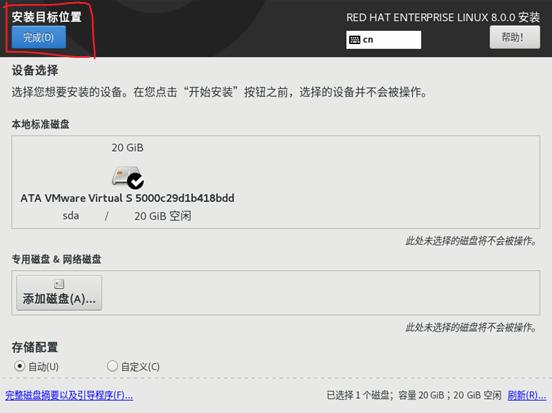 安装目标位置
RED HAT ENTERPRISE LINUX 8.0.0 安装
完成(D)
cn
帮助!
设备选择
选择您想要安装的设备。在您点击“开始安装”按钮之前，选择的设备并不会被操作。
本地标准磁盘
20 GiB
ATA VMware Virtual S 5000c29d1b418bdd
sda / 20 GiB 空闲
此处未选择的磁盘将不会被操作。
专用磁盘 & 网络磁盘
添加磁盘(A)...
此处未选择的磁盘将不会被操作。
存储配置
自动(U) 自定义(C)
完整磁盘摘要以及引导程序(F)... 已选择 1 个磁盘；容量 20 GiB；20 GiB 空闲 刷新(R)...